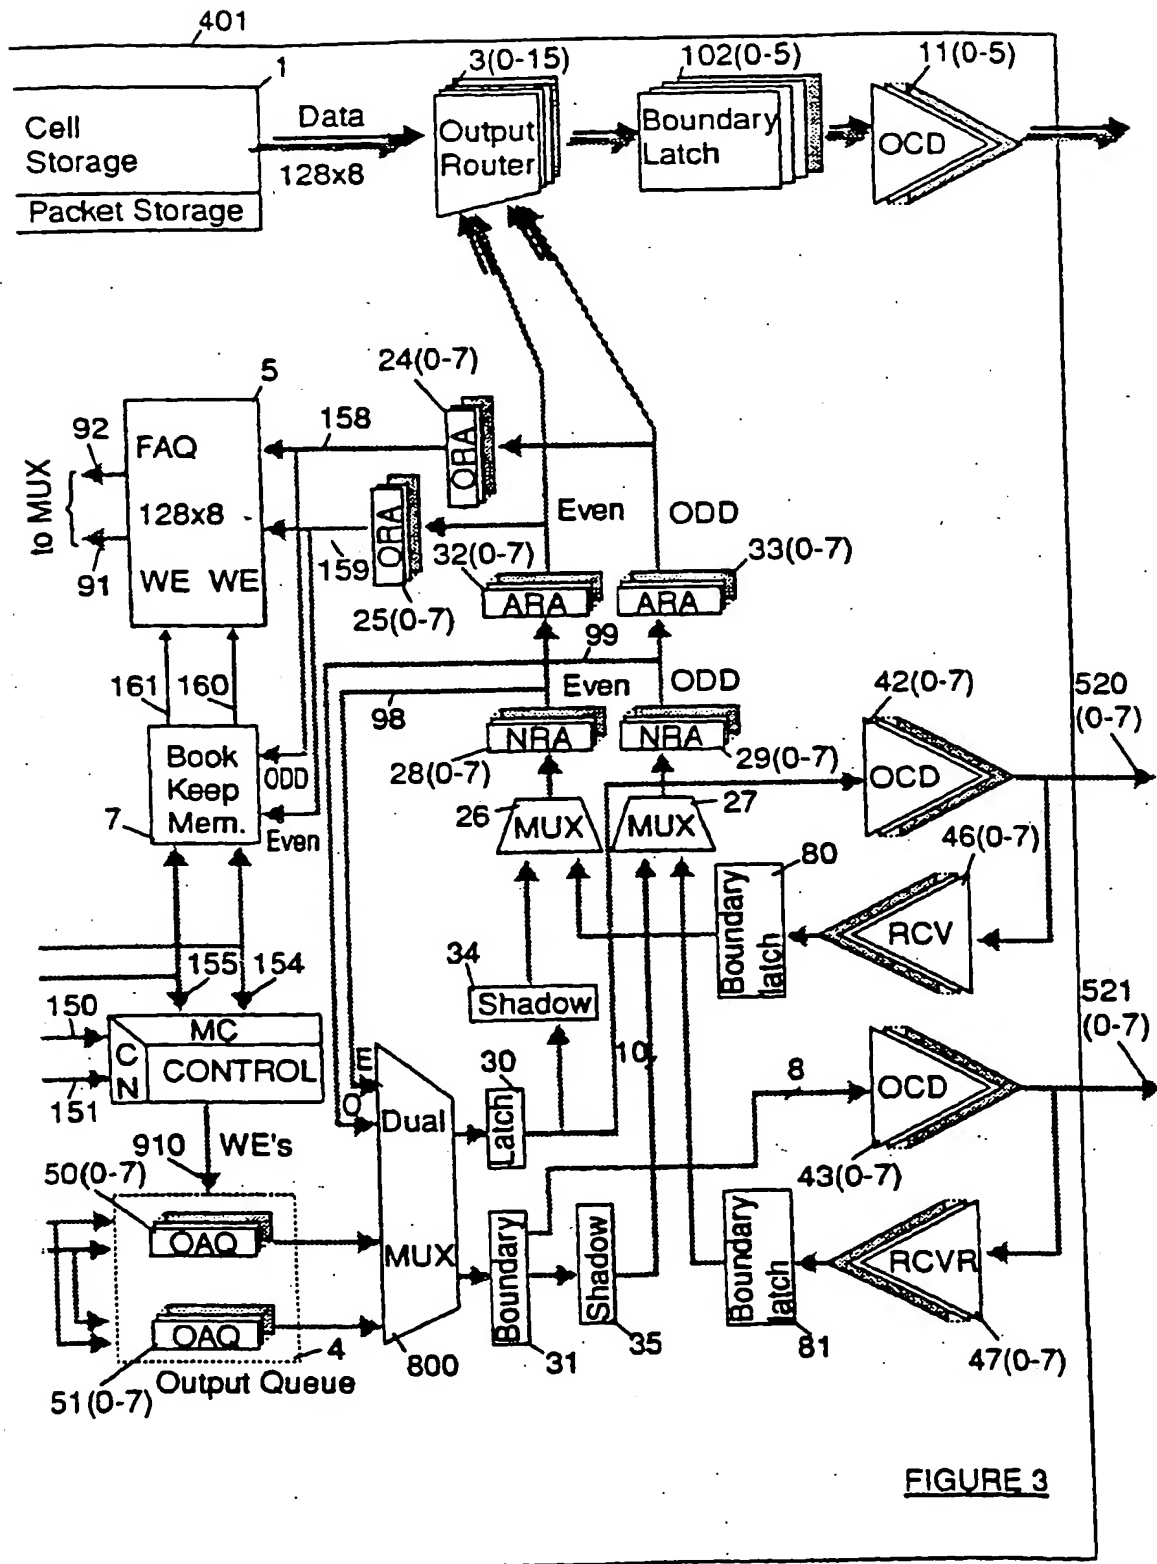 401
1
3(0-15)
102(0-5)
11(0-5)
Cell
Storage
Data
128x8
Output
Router
Boundary
Latch
OCD
Packet Storage
24(0-7)
5
92
158
FAQ
ORA
to MUX
128x8
Even
ODD
ORA
91
WE WE
159
32(0-7)
33(0-7)
25(0-7)
ARA
ARA
99
161
160
98
Even
ODD
42(0-7)
520
(0-7)
NRA
NRA
Book
Keep
Mem.
ODD
28(0-7)
29(0-7)
OCD
26
27
7
MUX
MUX
Even
80
46(0-7)
Boundary
latch
RCV
155
154
34
150
Shadow
521
(0-7)
MC
C
N
CONTROL
10
151
E
O
30
8
OCD
Dual
Latch
910
WE's
43(0-7)
50(0-7)
OAQ
MUX
Boundary
Shadow
Boundary
latch
RCVR
OAQ
4
800
31
35
81
47(0-7)
Output Queue
51(0-7)
FIGURE 3